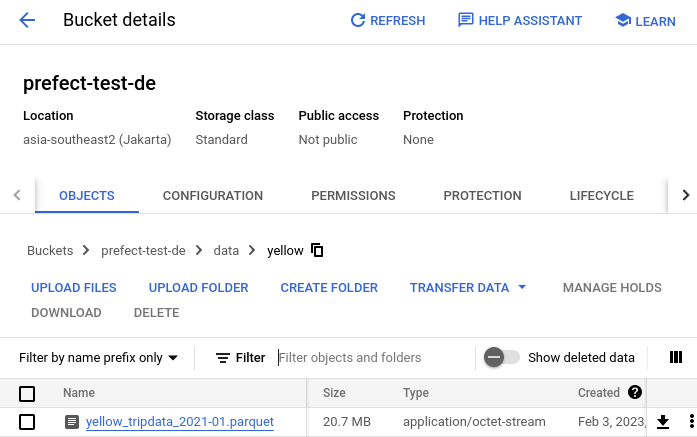 Bucket details REFRESH HELP ASSISTANT LEARN
prefect-test-de
Location Storage class Public access Protection
asia-southeast2 (Jakarta) Standard Not public None
OBJECTS CONFIGURATION PERMISSIONS PROTECTION LIFECYCLE
Buckets prefect-test-de data yellow
UPLOAD FILES UPLOAD FOLDER CREATE FOLDER TRANSFER DATA MANAGE HOLDS
DOWNLOAD DELETE
Filter by name prefix only Filter Filter objects and folders Show deleted data
Name Size Type Created
yellow_tripdata_2021-01.parquet 20.7 MB application/octet-stream Feb 3, 2023,